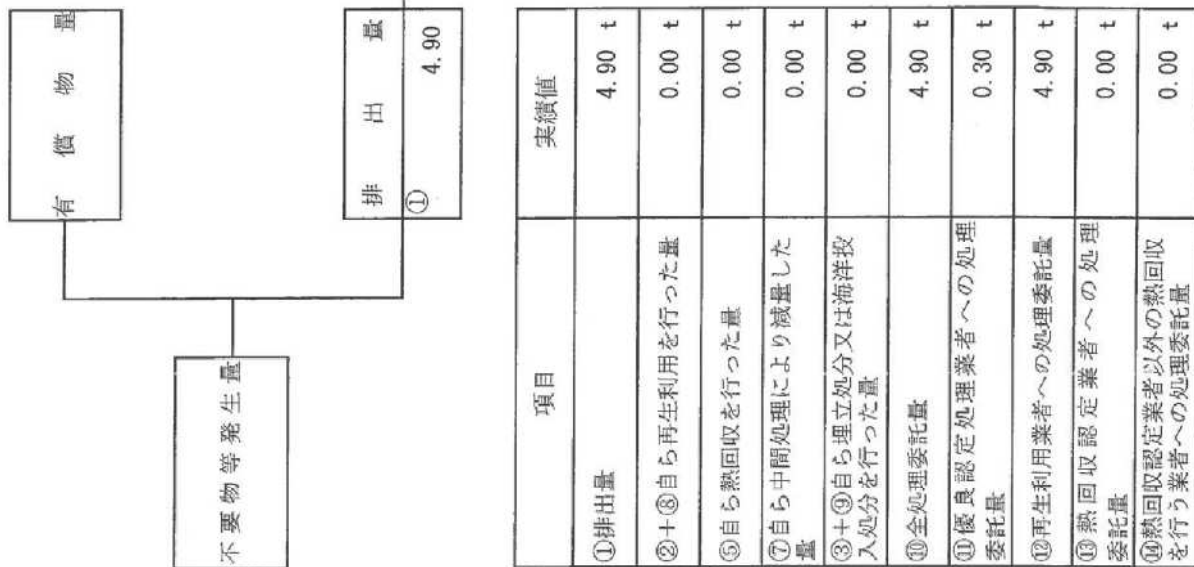 有償物量
不要物等発生量
排出量
① 4.90
項目 実績値
①排出量 4.90 t
②+⑧自ら再生利用を行った量 0.00 t
⑤自ら熱回収を行った量 0.00 t
⑦自ら中間処理により減量した
量 0.00 t
③+⑨自ら埋立処分又は海洋投
入処分を行った量 0.00 t
⑩全処理委託量 4.90 t
⑪優良認定処理業者への処理
委託量 0.30 t
⑫再生利用業者への処理委託量 4.90 t
⑬熱回収認定業者への処理
委託量 0.00 t
⑭熱回収認定業者以外の熱回収
を行う業者への処理委託量 0.00 t